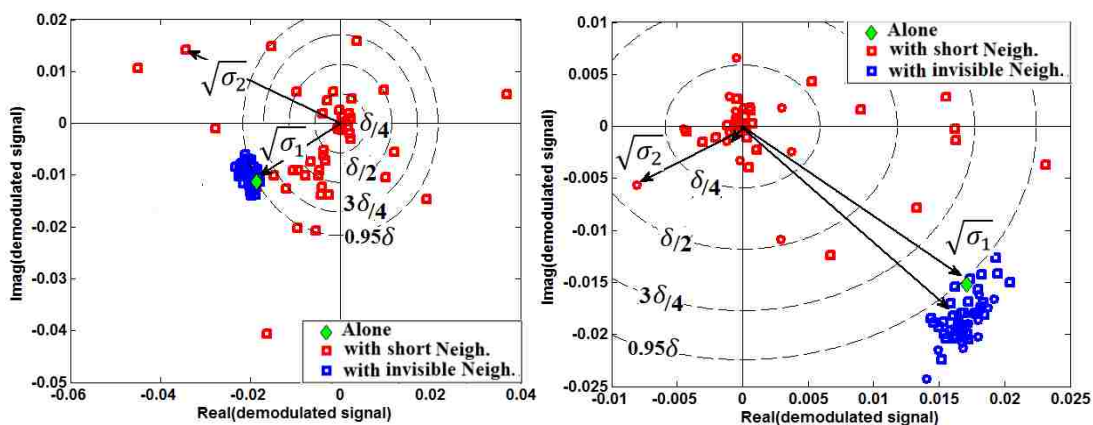 0.02
0.01
0
-0.01
-0.02
-0.03
-0.04
-0.05
Imag(demodulated signal)
√σ2
√σ1
δ/4
δ/2
3δ/4
0.95δ
Alone
with short Neigh.
with invisible Neigh.
-0.06 -0.04 -0.02 0 0.02 0.04
Real(demodulated signal)
0.01
0.005
0
-0.005
-0.01
-0.015
-0.02
-0.025
Imag(demodulated signal)
Alone
with short Neigh.
with invisible Neigh.
√σ2
δ/4
δ/2
√σ1
3δ/4
0.95δ
-0.01 -0.005 0 0.005 0.01 0.015 0.02 0.025
Real(demodulated signal)